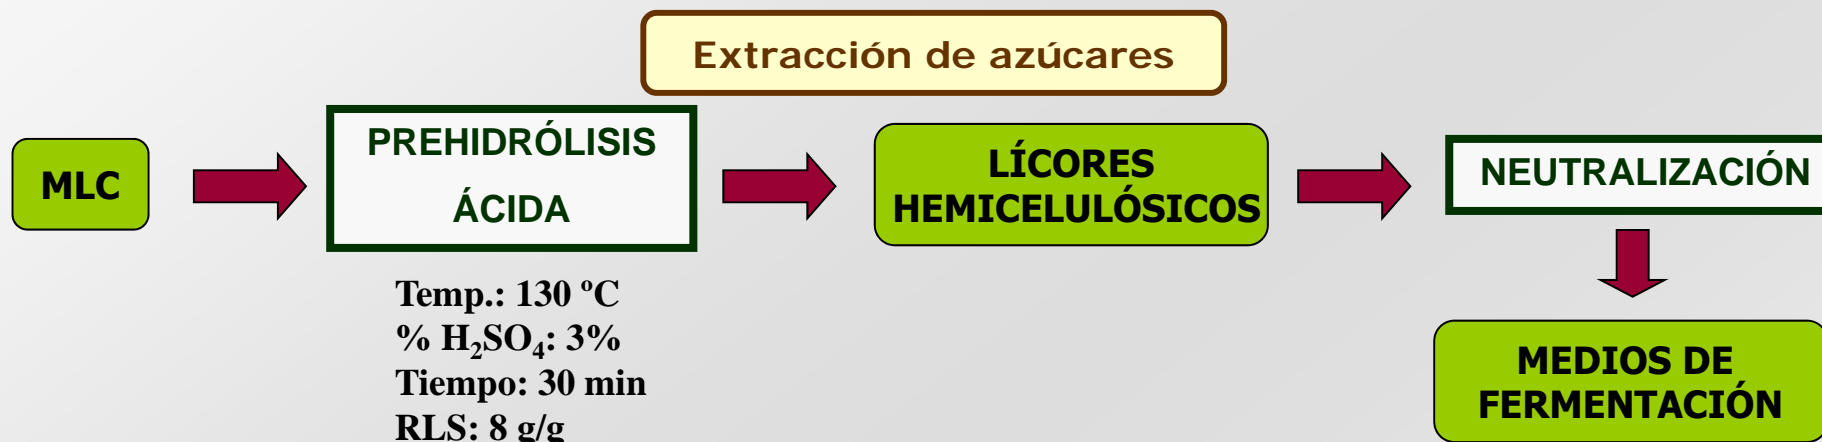 Extracción de azúcares
MLC
PREHIDRÓLISIS
ÁCIDA
LÍCORES
HEMICELULÓSICOS
NEUTRALIZACIÓN
Temp.: 130 ºC
% H₂SO₄: 3%
Tiempo: 30 min
RLS: 8 g/g
MEDIOS DE
FERMENTACIÓN